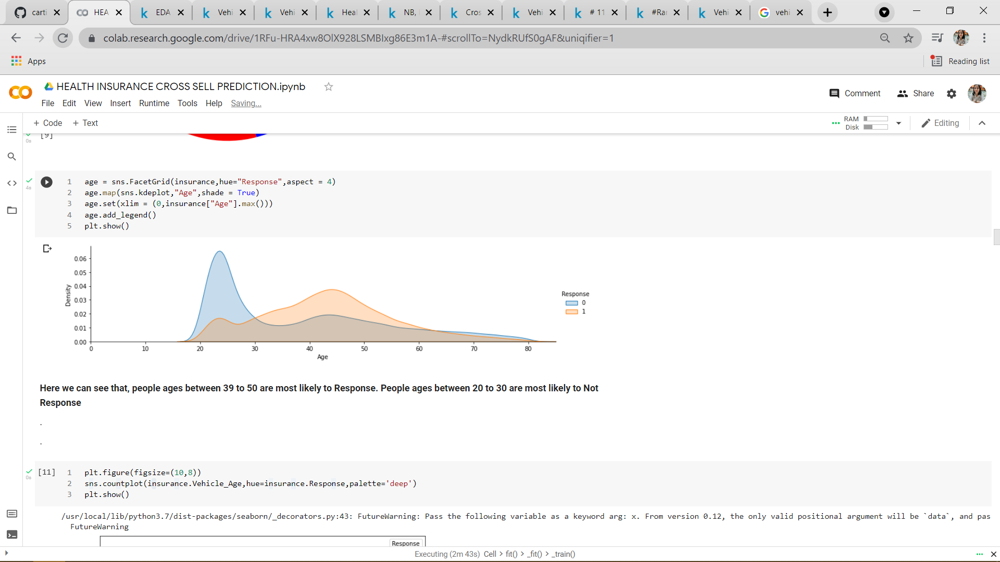 carti HEA EDA Vehi Vehi Heal NB, Cros Vehi # 11 #Rar Vehi vehi
colab.research.google.com/drive/1RFu-HRA4xw8OlX928LSMBIxg86E3m1A-#scrollTo=NydkRUfS0gAF&uniqifier=1
Apps Reading list
HEALTH INSURANCE CROSS SELL PREDICTION.ipynb
File Edit View Insert Runtime Tools Help Saving...
Comment Share
+ Code + Text
RAM
Disk
Editing
[9]
0s
4s
1 age = sns.FacetGrid(insurance,hue="Response",aspect = 4)
2 age.map(sns.kdeplot,"Age",shade = True)
3 age.set(xlim = (0,insurance["Age"].max()))
4 age.add_legend()
5 plt.show()
0.06
0.05
0.04
0.03
0.02
0.01
0.00
Density
0 10 20 30 40 50 60 70 80
Age
Response
0
1
Here we can see that, people ages between 39 to 50 are most likely to Response. People ages between 20 to 30 are most likely to Not
Response
.
.
[11]
0s
1 plt.figure(figsize=(10,8))
2 sns.countplot(insurance.Vehicle_Age,hue=insurance.Response,palette='deep')
3 plt.show()
/usr/local/lib/python3.7/dist-packages/seaborn/_decorators.py:43: FutureWarning: Pass the following variable as a keyword arg: x. From version 0.12, the only valid positional argument will be `data`, and pas
FutureWarning
Response
Executing (2m 43s) Cell > fit() > _fit() > _train()